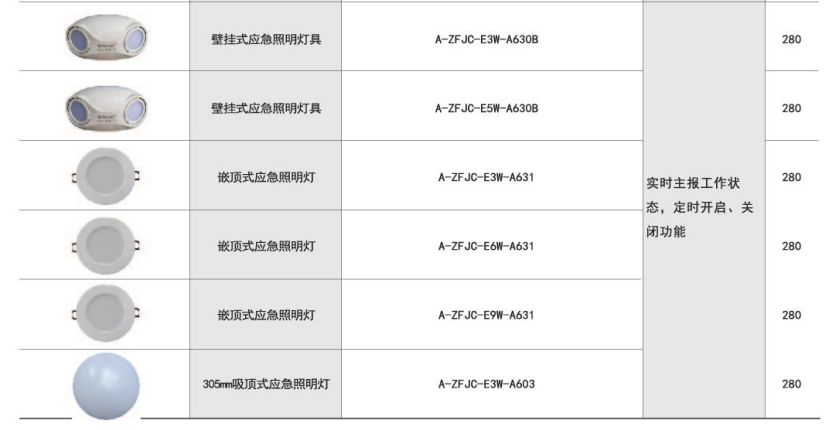 壁挂式应急照明灯具 A-ZFJC-E3W-A630B 280
壁挂式应急照明灯具 A-ZFJC-E5W-A630B 280
嵌顶式应急照明灯 A-ZFJC-E3W-A631 280
实时主报工作状
态，定时开启、关
闭功能
嵌顶式应急照明灯 A-ZFJC-E6W-A631 280
嵌顶式应急照明灯 A-ZFJC-E9W-A631 280
305mm吸顶式应急照明灯 A-ZFJC-E3W-A603 280